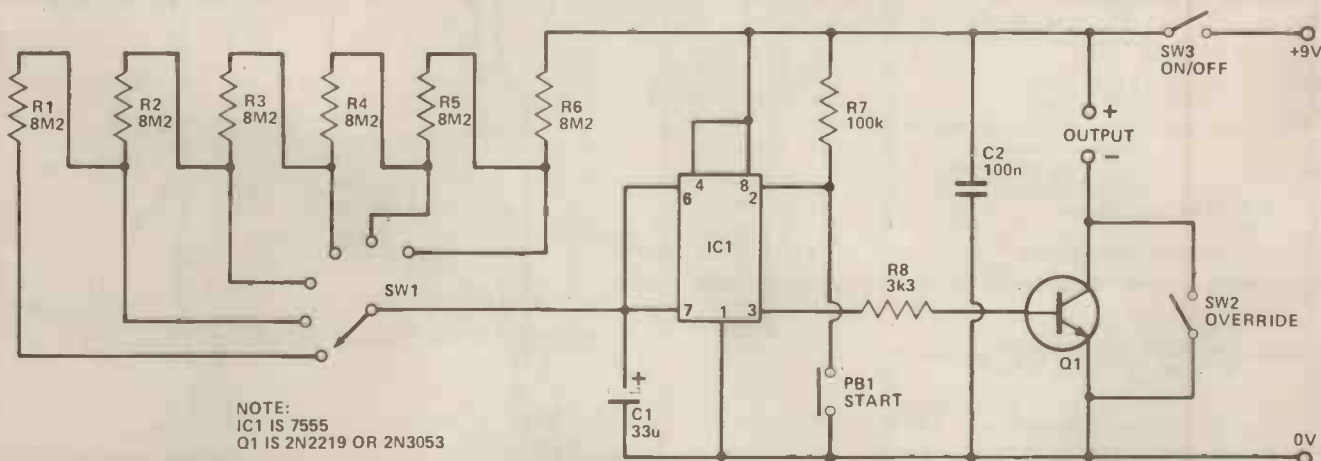 R1
8M2
R2
8M2
R3
8M2
R4
8M2
R5
8M2
R6
8M2
SW1
NOTE:
IC1 IS 7555
Q1 IS 2N2219 OR 2N3053
C1
33u
+
4
8
6
2
IC1
7
1
3
R7
100k
R8
3k3
PB1
START
C2
100n
+
OUTPUT
−
Q1
SW2
OVERRIDE
SW3
ON/OFF
+9V
0V